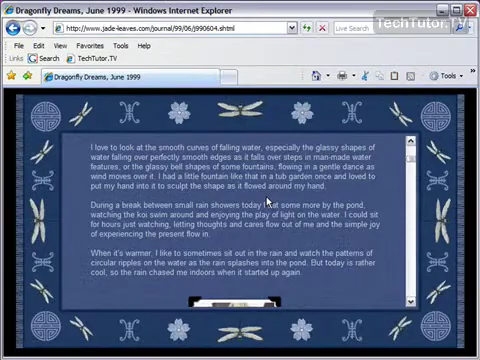 Dragonfly Dreams, June 1999 - Windows Internet Explorer
TechTutor.TV
http://www.jade-leaves.com/journal/99/06/j990604.shtml
Live Search
File Edit View Favorites Tools Help
Links Search TechTutor.TV
Dragonfly Dreams, June 1999
Tools
I love to look at the smooth curves of falling water, especially the glassy shapes of
water falling over perfectly smooth edges as it falls over steps in man-made water
features, or the glassy bell shapes of some fountains, flowing in a gentle dance as
wind moves over it. I had a little fountain like that in a tub garden once and loved to
put my hand into it to sculpt the shape as it flowed around my hand.
During a break between small rain showers today I sat some more by the pond,
watching the koi swim around and enjoying the play of light on the water. I could sit
for hours just watching, letting thoughts and cares flow out of me and the simple joy
of experiencing the present flow in.
When it's warmer, I like to sometimes sit out in the rain and watch the patterns of
circular ripples on the water as the rain splashes into the pond. But today is rather
cool, so the rain chased me indoors when it started up again.